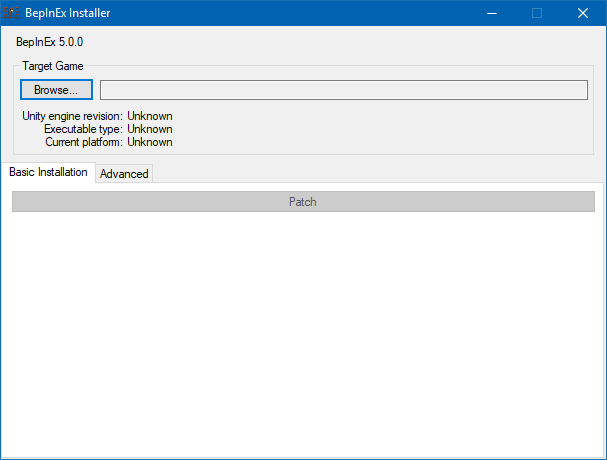 BepInEx Installer
BepInEx 5.0.0
Target Game
Browse...
Unity engine revision: Unknown
Executable type: Unknown
Current platform: Unknown
Basic Installation Advanced
Patch